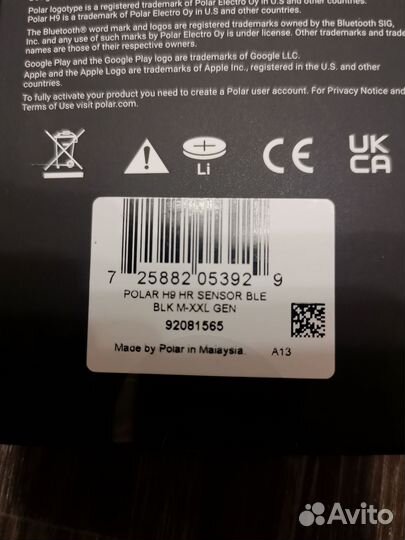 Polar logotype is a registered trademark of Polar Electro Oy in U.S and other countries.
Polar H9 is a trademark of Polar Electro Oy in U.S and other countries.
The Bluetooth® word mark and logos are registered trademarks owned by the Bluetooth SIG,
Inc. and any use of such marks by Polar Electro Oy is under license. Other trademarks and trade
names are those of their respective owners.
Google Play and the Google Play logo are trademarks of Google LLC.
Apple and the Apple Logo are trademarks of Apple Inc., registered in the U.S. and other
countries.
To fully activate your product you need to create a Polar user account. For Privacy Notice and
Terms of Use visit polar.com.
Li
CE
UK
CA
7 25882 05392 9
POLAR H9 HR SENSOR BLE
BLK M-XXL GEN
92081565
Made by Polar in Malaysia. A13
Avito